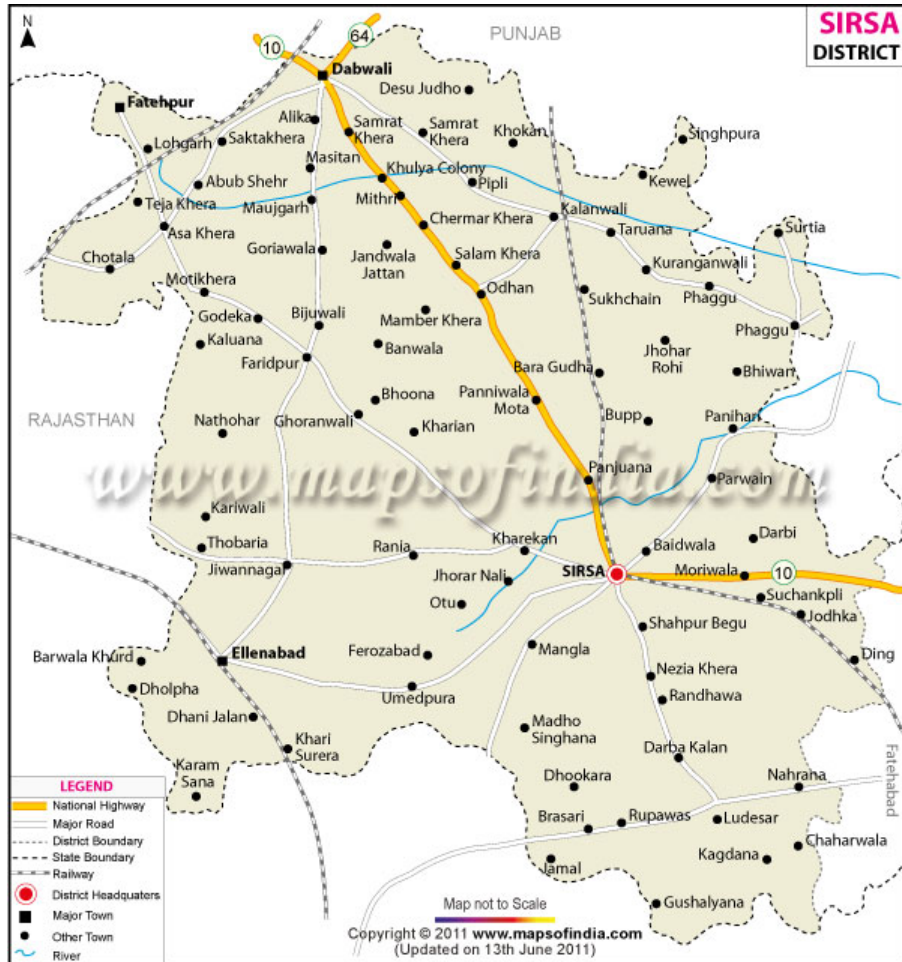 N
10
64
PUNJAB
SIRSA
DISTRICT
Dabwali
Desu Judho
Fatehpur
Alika
Samrat
Khera
Samrat
Khera
Khokan
Singhpura
Lohgarh
Saktakhera
Masitan
Khulya Colony
Pipli
Kewel
Abub Shehr
Teja Khera
Maujgarh
Mithri
Chermar Khera
Kalanwali
Taruana
Surtia
Asa Khera
Goriawala
Jandwala
Jattan
Salam Khera
Kuranganwali
Chotala
Motikhera
Odhan
Sukhchain
Phaggu
Godeka
Bijuwali
Mamber Khera
Phaggu
Kaluana
Faridpur
Banwala
Jhohar
Rohi
Bara Gudha
Bhiwan
RAJASTHAN
Bhoona
Panniwala
Mota
Nathohar
Ghoranwali
Kharian
Bupp
Panihari
www.mapsofindia.com
Panjuana
Parwain
Kariwali
Thobaria
Rania
Kharekan
Baidwala
Darbi
Jiwannagar
Jhorar Nali
SIRSA
Moriwala
10
Otu
Suchankpli
Jodhka
Shahpur Begu
Barwala Khurd
Ellenabad
Ferozabad
Mangla
Ding
Nezia Khera
Dholpha
Umedpura
Randhawa
Dhani Jalan
Madho
Singhana
Khari
Surera
Darba Kalan
Fatehabad
Karam
Sana
Dhookara
Nahrana
Brasari
Rupawas
Ludesar
Chaharwala
Jamal
Kagdana
Gushalyana
LEGEND
National Highway
Major Road
District Boundary
State Boundary
Railway
District Headquaters
Major Town
Other Town
River
Map not to Scale
Copyright © 2011 www.mapsofindia.com
(Updated on 13th June 2011)